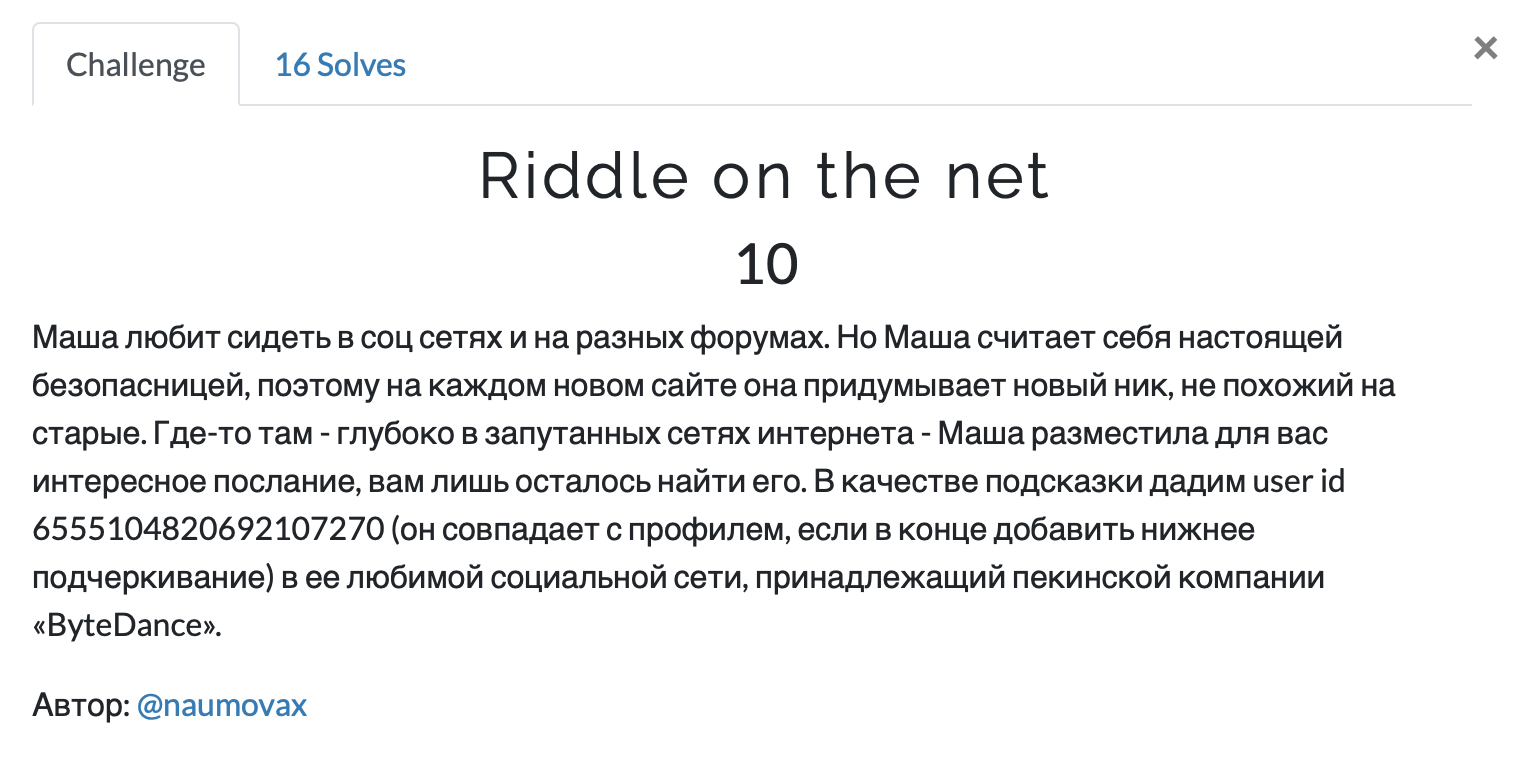 Challenge
16 Solves
×
Riddle on the net
10
Маша любит сидеть в соц сетях и на разных форумах. Но Маша считает себя настоящей
безопасницей, поэтому на каждом новом сайте она придумывает новый ник, не похожий на
старые. Где-то там - глубоко в запутанных сетях интернета - Маша разместила для вас
интересное послание, вам лишь осталось найти его. В качестве подсказки дадим user id
6555104820692107270 (он совпадает с профилем, если в конце добавить нижнее
подчеркивание) в ее любимой социальной сети, принадлежащий пекинской компании
«ByteDance».
Автор: @naumovax